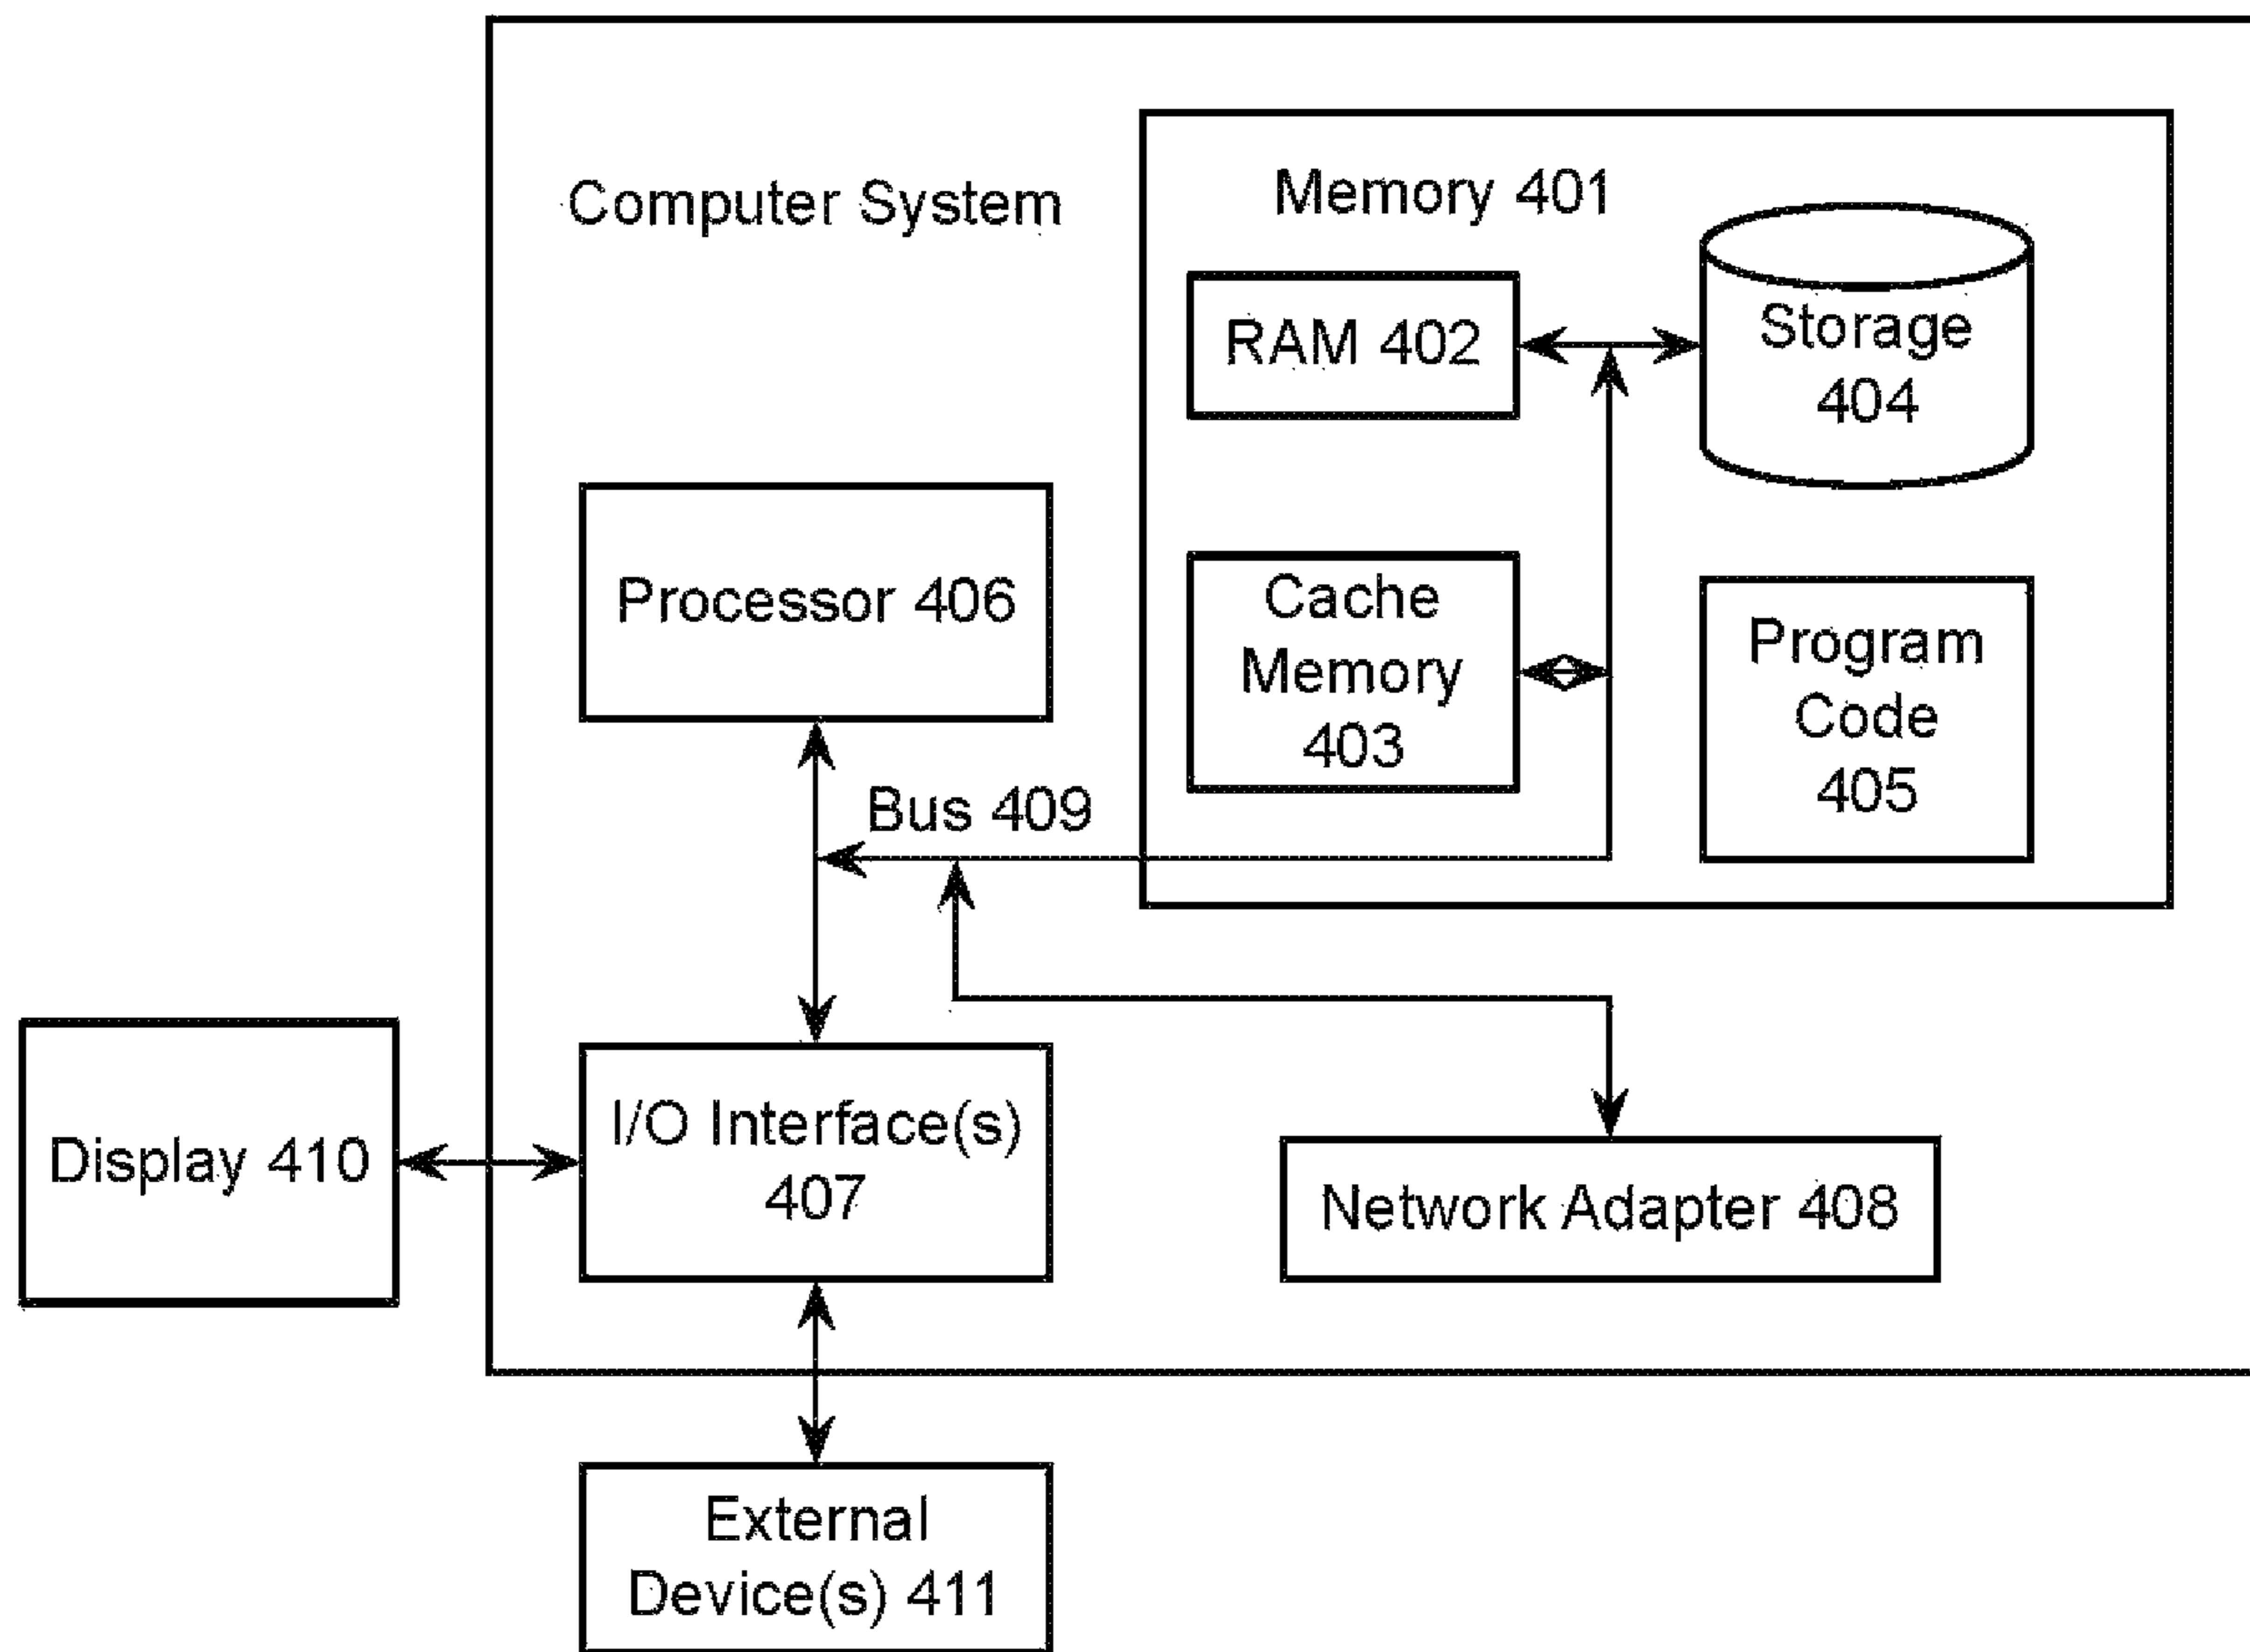 Computer System
Memory 401
RAM 402
Storage
404
Processor 406
Cache
Memory
403
Program
Code
405
Bus 409
Display 410
I/O Interface(s)
407
Network Adapter 408
External
Device(s) 411